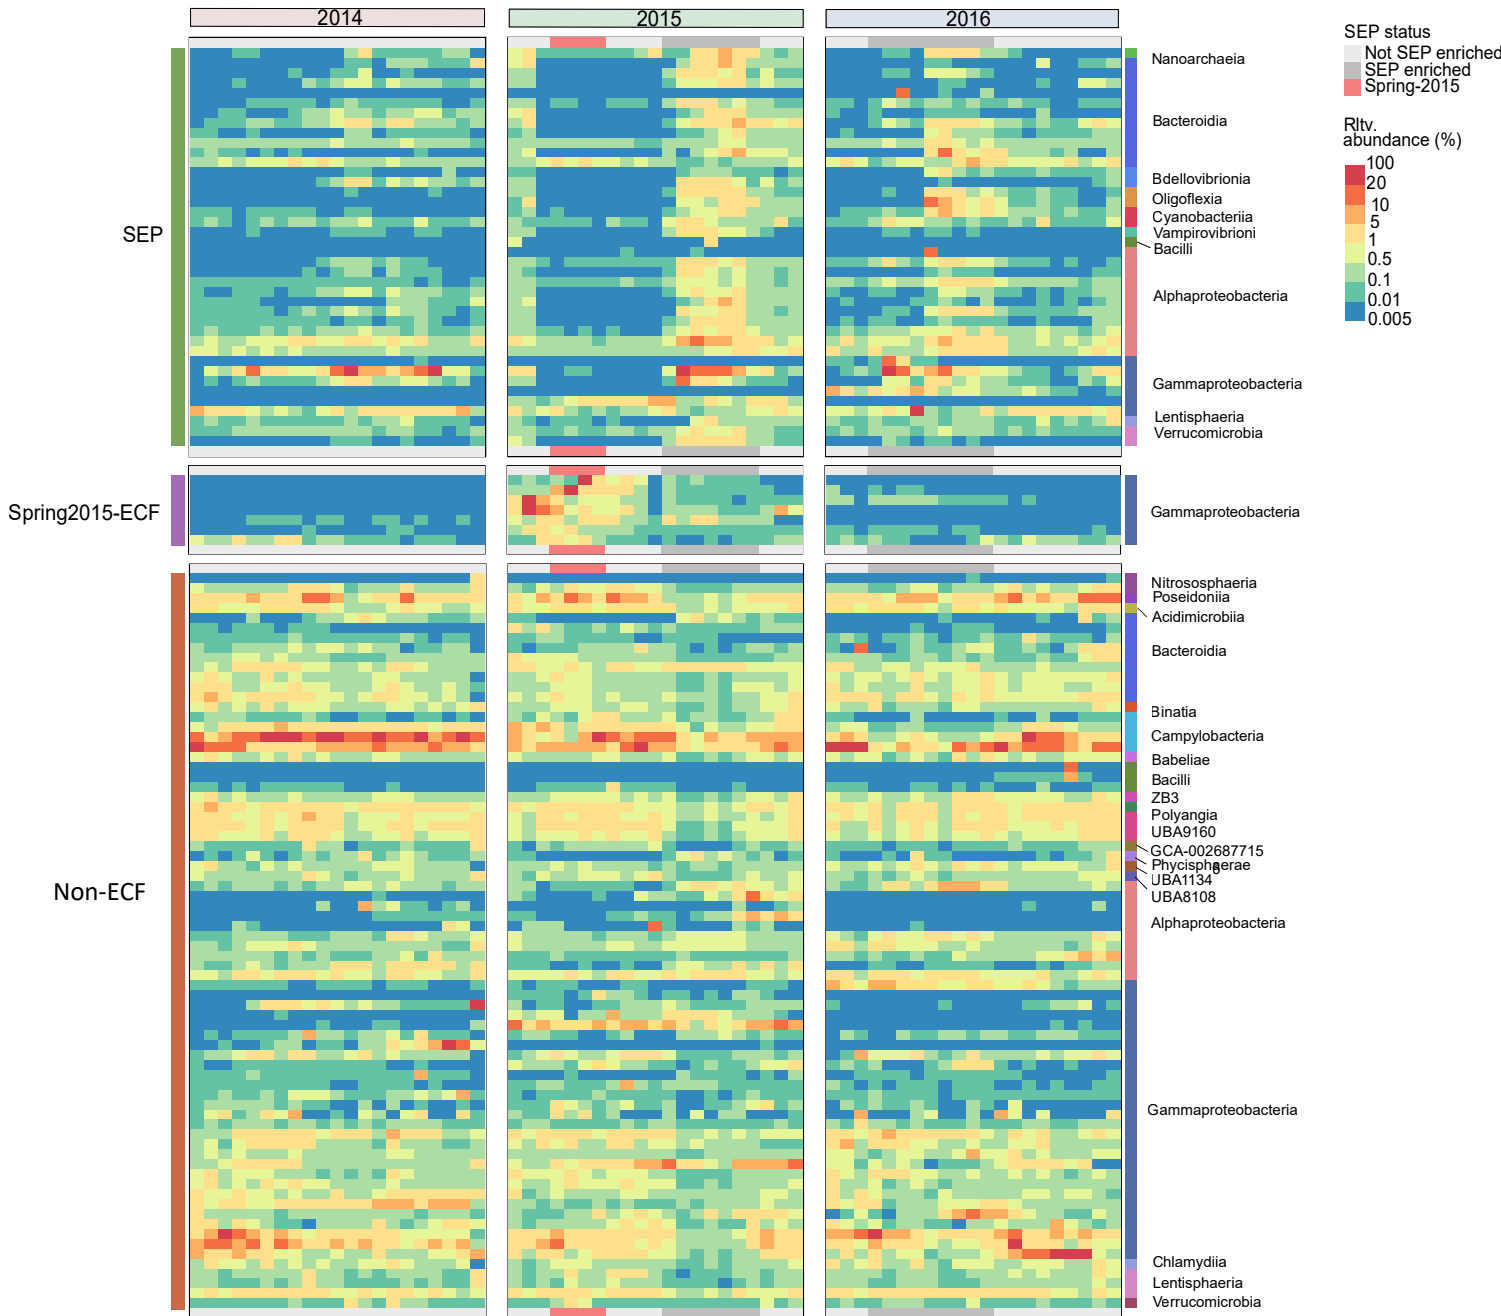 2014
2015
2016
SEP status
Not SEP enriched
SEP enriched
Spring-2015
Rltv.
abundance (%)
100
20
10
5
1
0.5
0.1
0.01
0.005
SEP
Nanoarchaeia
Bacteroidia
Bdellovibrionia
Oligoflexia
Cyanobacteriia
Vampirovibrioni
Bacilli
Alphaproteobacteria
Gammaproteobacteria
Lentisphaeria
Verrucomicrobia
Spring2015-ECF
Gammaproteobacteria
Non-ECF
Nitrososphaeria
Poseidoniia
Acidimicrobiia
Bacteroidia
Binatia
Campylobacteria
Babeliae
Bacilli
ZB3
Polyangia
UBA9160
GCA-002687715
Phycisphaerae
UBA1134
UBA8108
Alphaproteobacteria
Gammaproteobacteria
Chlamydiia
Lentisphaeria
Verrucomicrobia